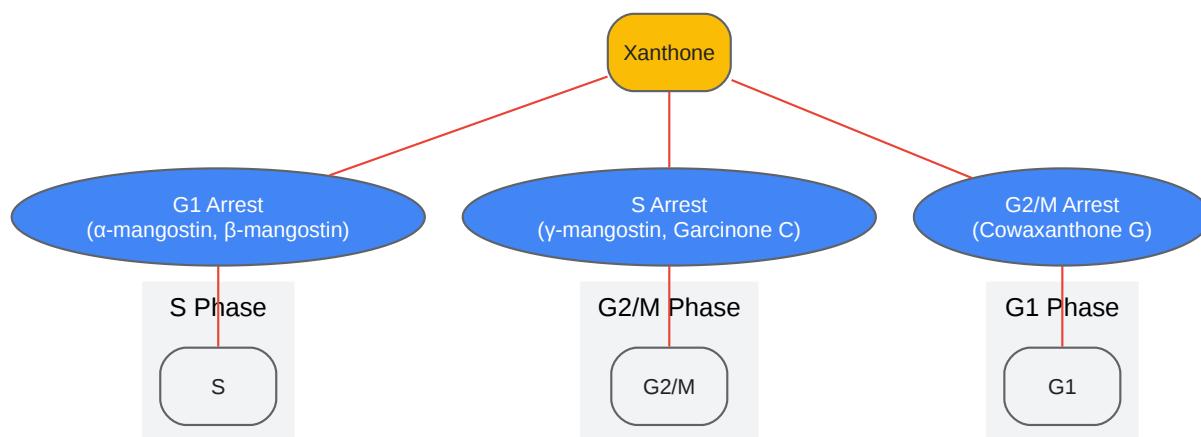 Xanthone
G1 Arrest
(α-mangostin, β-mangostin)
S Arrest
(γ-mangostin, Garcinone C)
G2/M Arrest
(Cowaxanthone G)
S Phase
G2/M Phase
G1 Phase
S
G2/M
G1